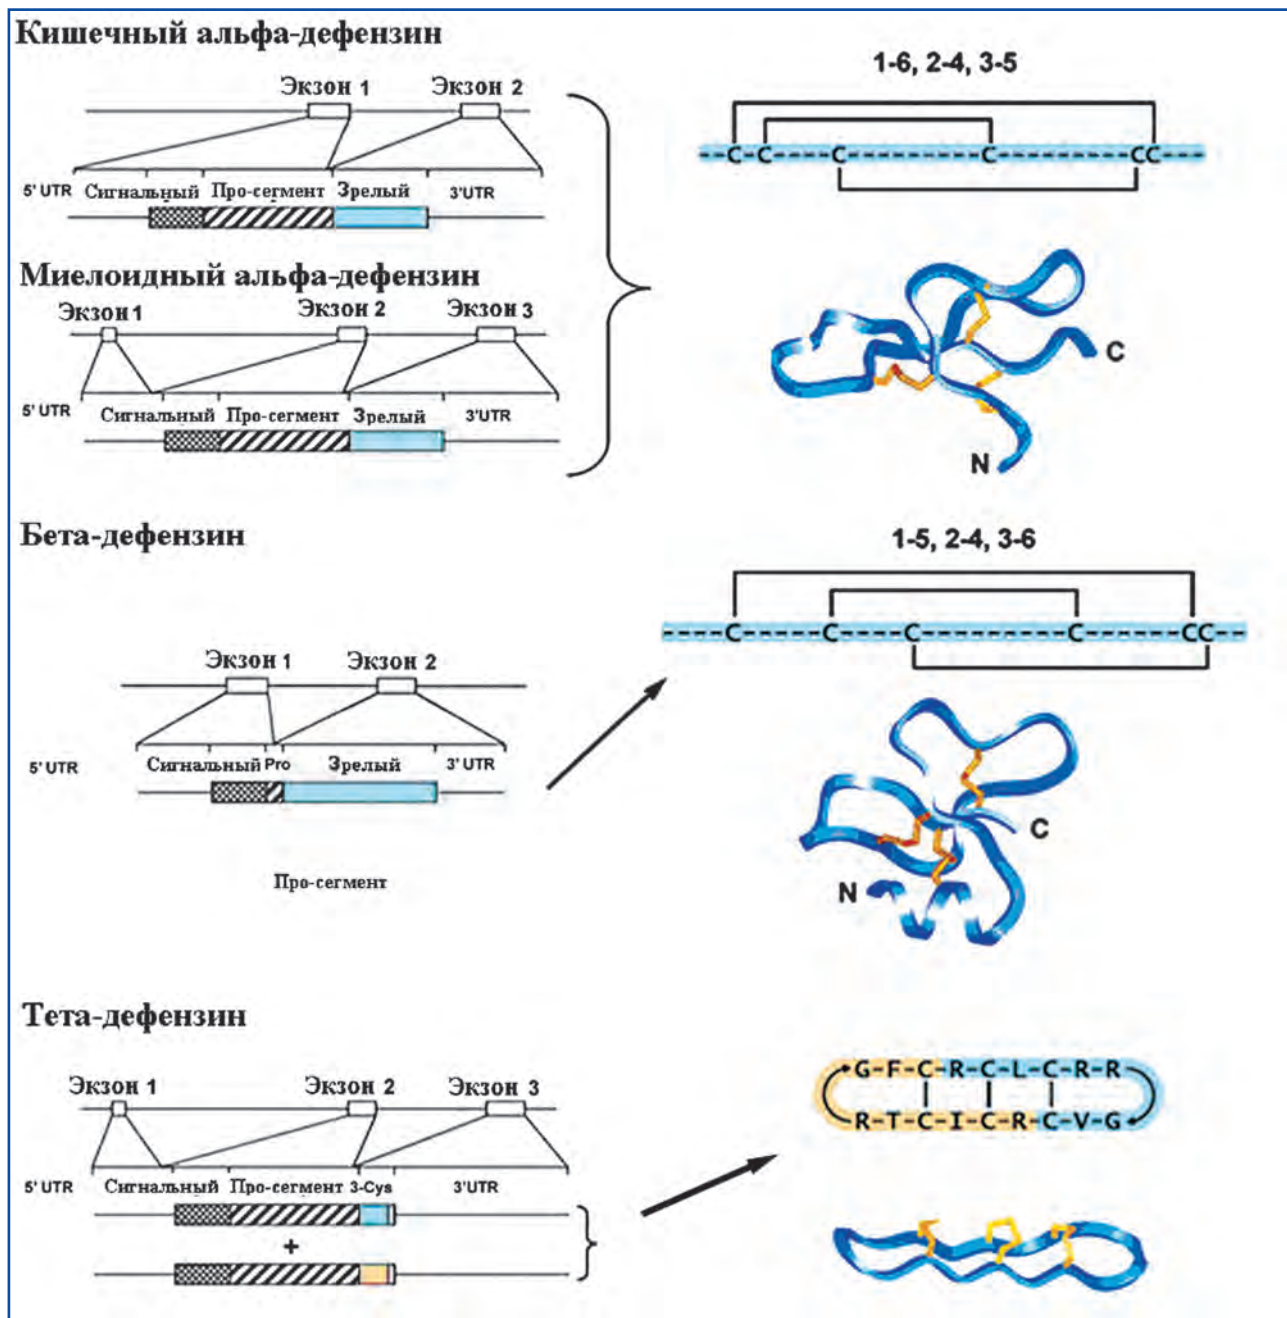 Кишечный альфа-дефензин
Экзон 1 Экзон 2
5' UTR Сигнальный Про-сегмент Зрелый 3'UTR
1-6, 2-4, 3-5
--C-C-----C----------C----------CC---
Миелоидный альфа-дефензин
Экзон 1 Экзон 2 Экзон 3
5' UTR Сигнальный Про-сегмент Зрелый 3'UTR
C
N
Бета-дефензин
Экзон 1 Экзон 2
5' UTR Сигнальный Pro Зрелый 3' UTR
Про-сегмент
1-5, 2-4, 3-6
-----C------C-----C----------C-------CC---
C
N
Тета-дефензин
Экзон 1 Экзон 2 Экзон 3
5' UTR Сигнальный Про-сегмент 3-Cys 3'UTR
+
G-F-C-R-C-L-C-R-R
R-T-C-I-C-R-C-V-G